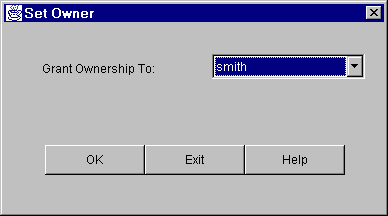 Set Owner
Grant Ownership To: smith
OK Exit Help